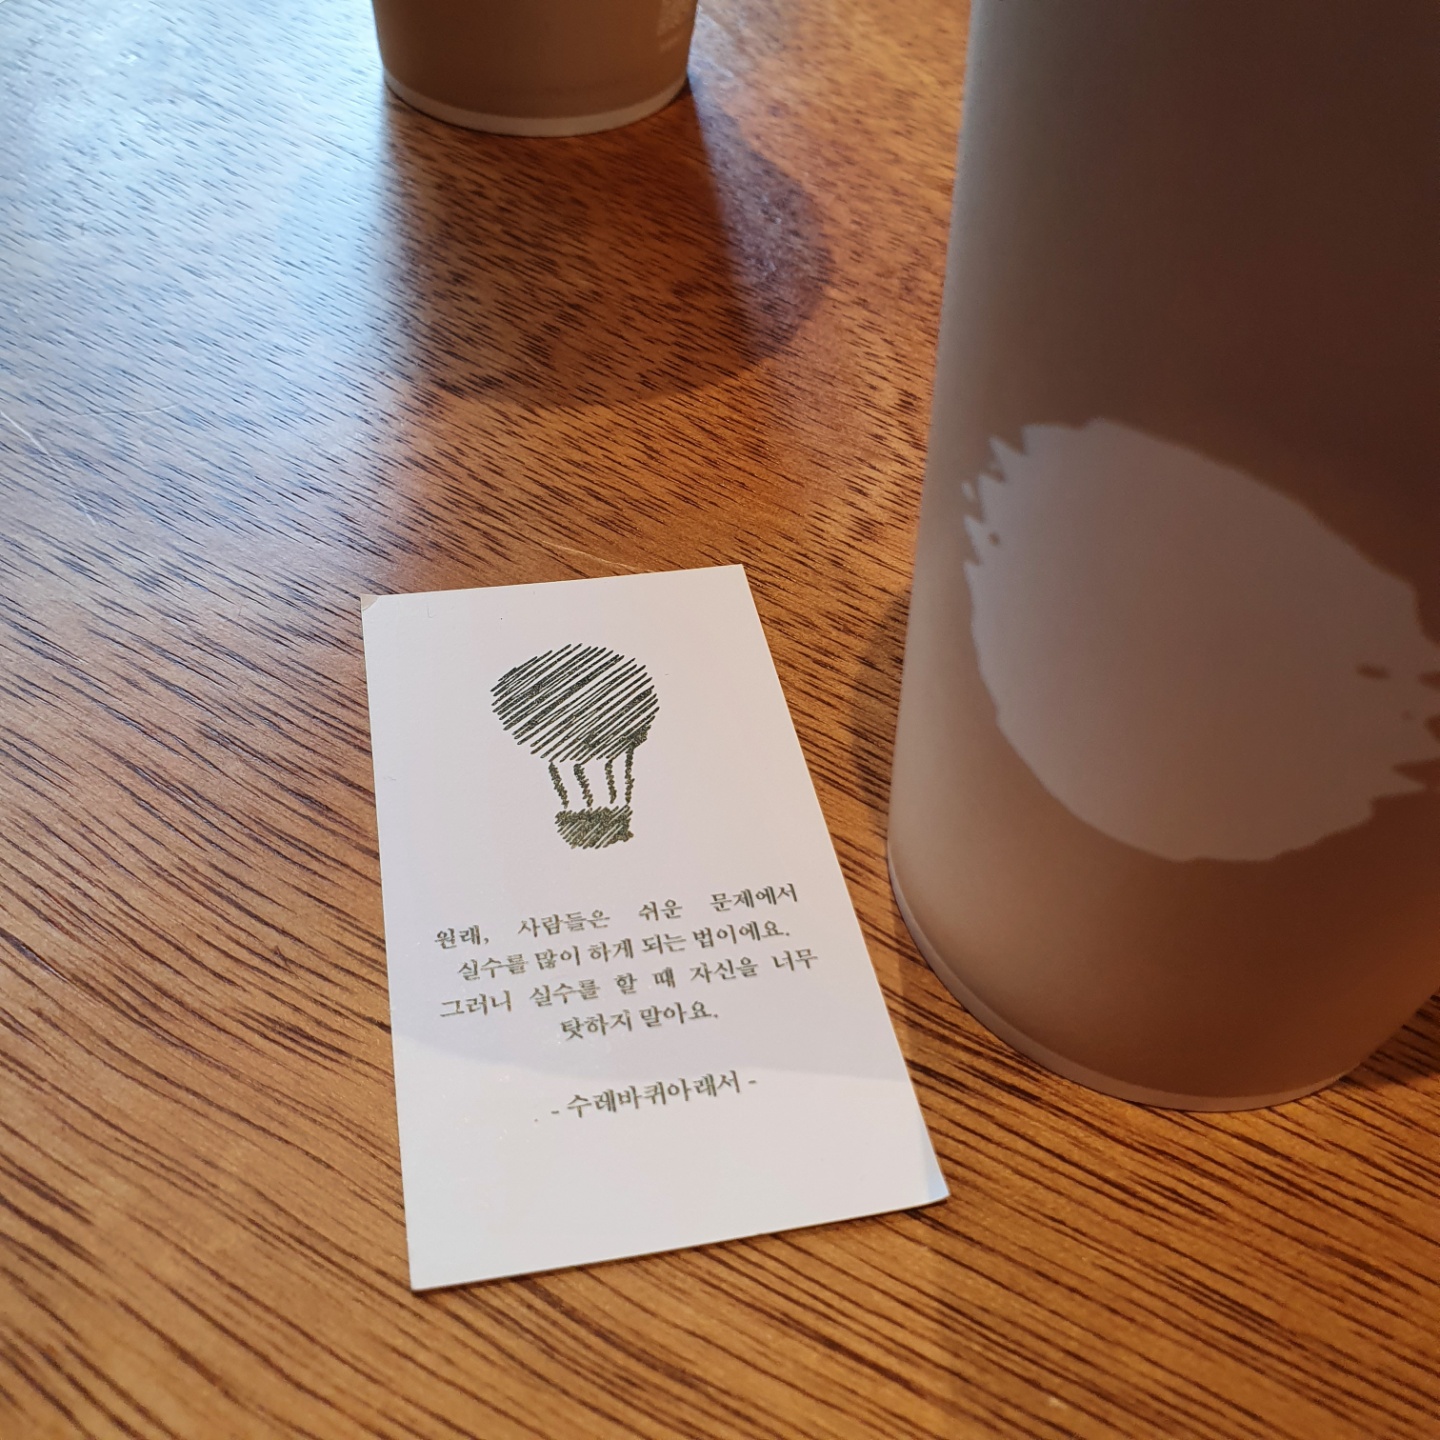 원래, 사람들은 쉬운 문제에서
실수를 많이 하게 되는 법이에요.
그러니 실수를 할 때 자신을 너무
탓하지 말아요.
- 수레바퀴아래서 -